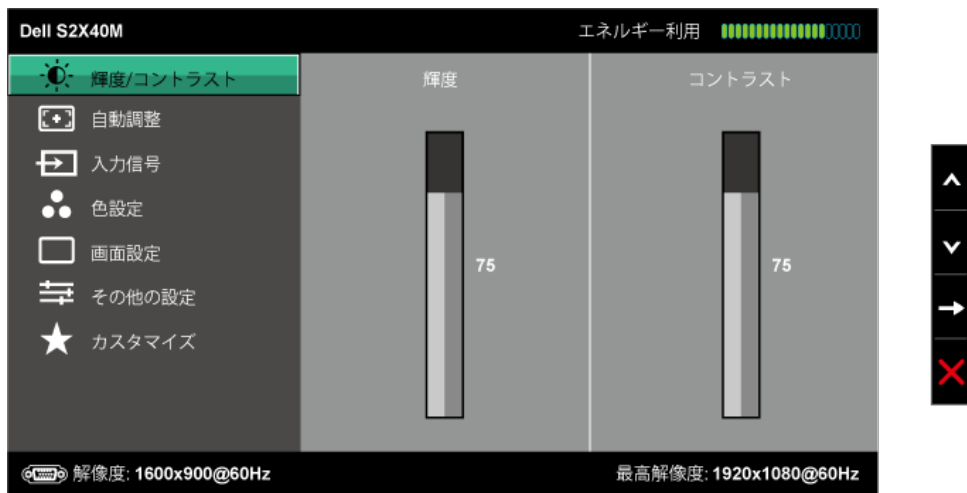 Dell S2X40M
エネルギー利用
輝度/コントラスト
自動調整
入力信号
色設定
画面設定
その他の設定
カスタマイズ
輝度
75
コントラスト
75
解像度: 1600x900@60Hz
最高解像度: 1920x1080@60Hz